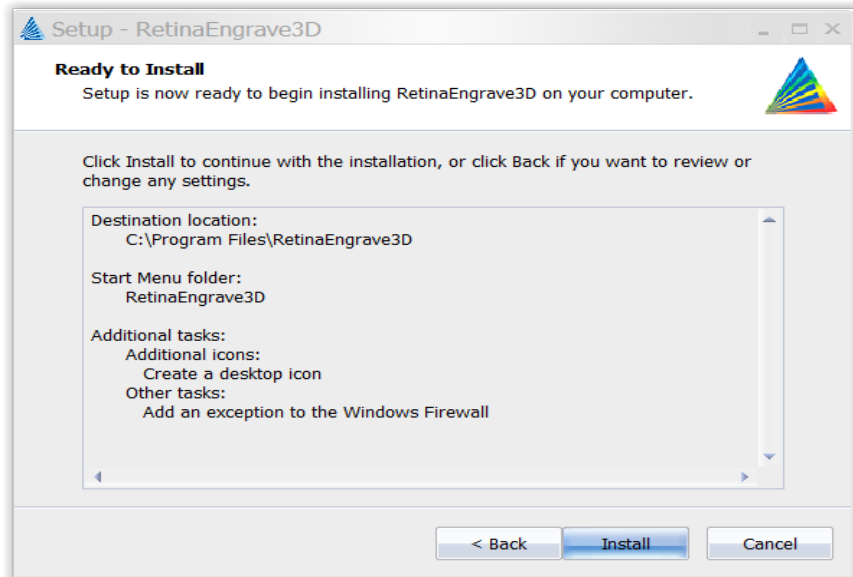 Setup - RetinaEngrave3D
Ready to Install
Setup is now ready to begin installing RetinaEngrave3D on your computer.
Click Install to continue with the installation, or click Back if you want to review or
change any settings.
Destination location:
C:\Program Files\RetinaEngrave3D
Start Menu folder:
RetinaEngrave3D
Additional tasks:
Additional icons:
Create a desktop icon
Other tasks:
Add an exception to the Windows Firewall
< Back
Install
Cancel